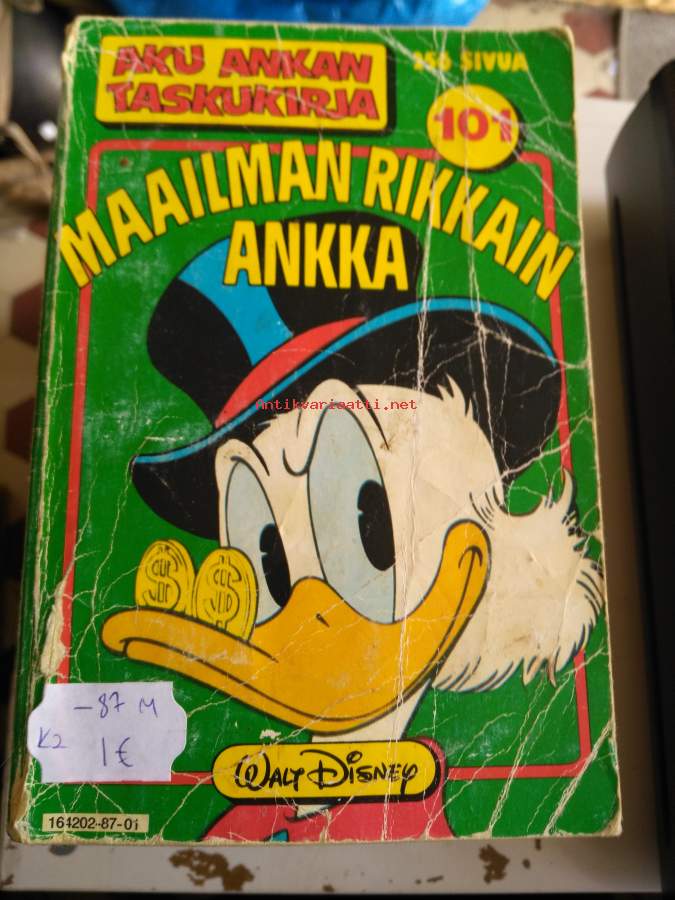 AKU ANKAN
TASKUKIRJA
256 SIVUA
101
MAAILMAN RIKKAIN
ANKKA
Antikvariaatti.net
$ $
-87 M
K2
1€
WALT DISNEY
164202-87-01